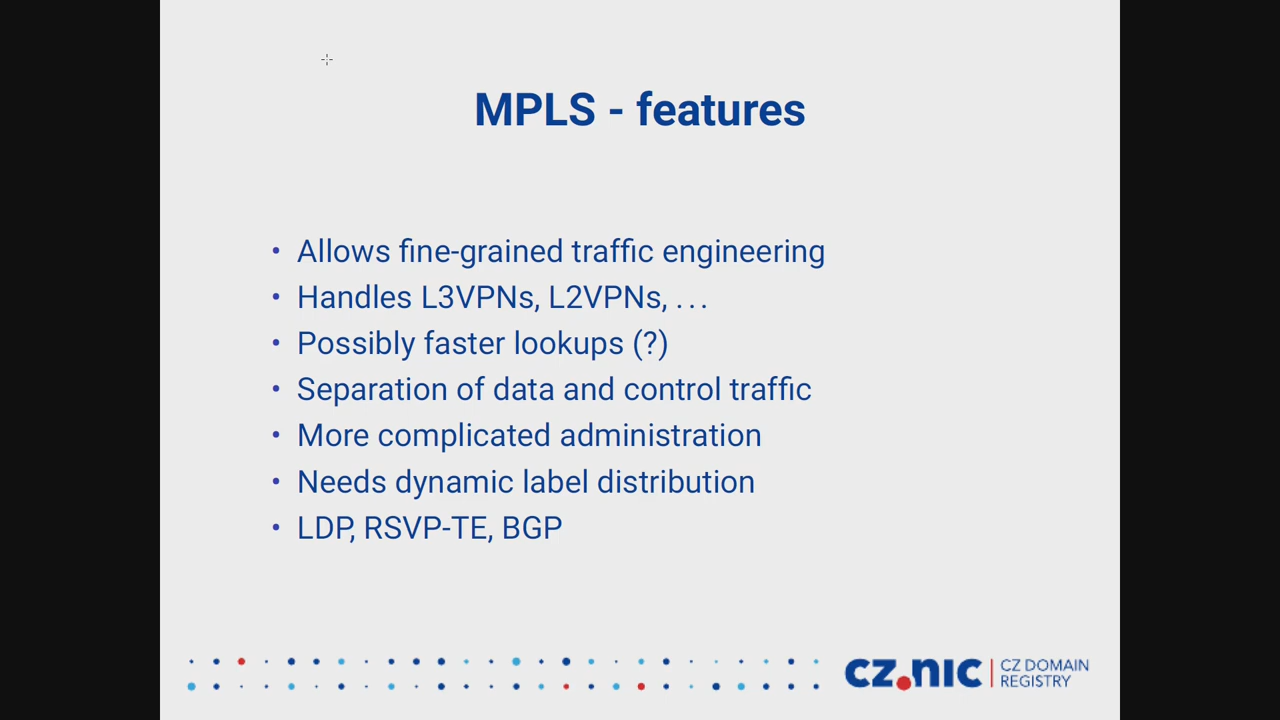 MPLS - features
• Allows fine-grained traffic engineering
• Handles L3VPNs, L2VPNs, . . .
• Possibly faster lookups (?)
• Separation of data and control traffic
• More complicated administration
• Needs dynamic label distribution
• LDP, RSVP-TE, BGP
cz.nic | CZ DOMAIN
REGISTRY